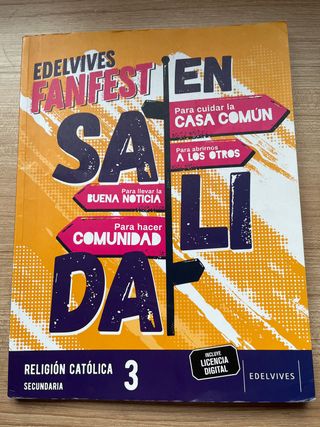 EDELVIVES
FANFEST
EN
SA
LI
DA
Para cuidar la
CASA COMÚN
Para abrirnos
A LOS OTROS
Para llevar la
BUENA NOTICIA
Para hacer
COMUNIDAD
RELIGIÓN CATÓLICA
SECUNDARIA
3
INCLUYE
LICENCIA
DIGITAL
EDELVIVES